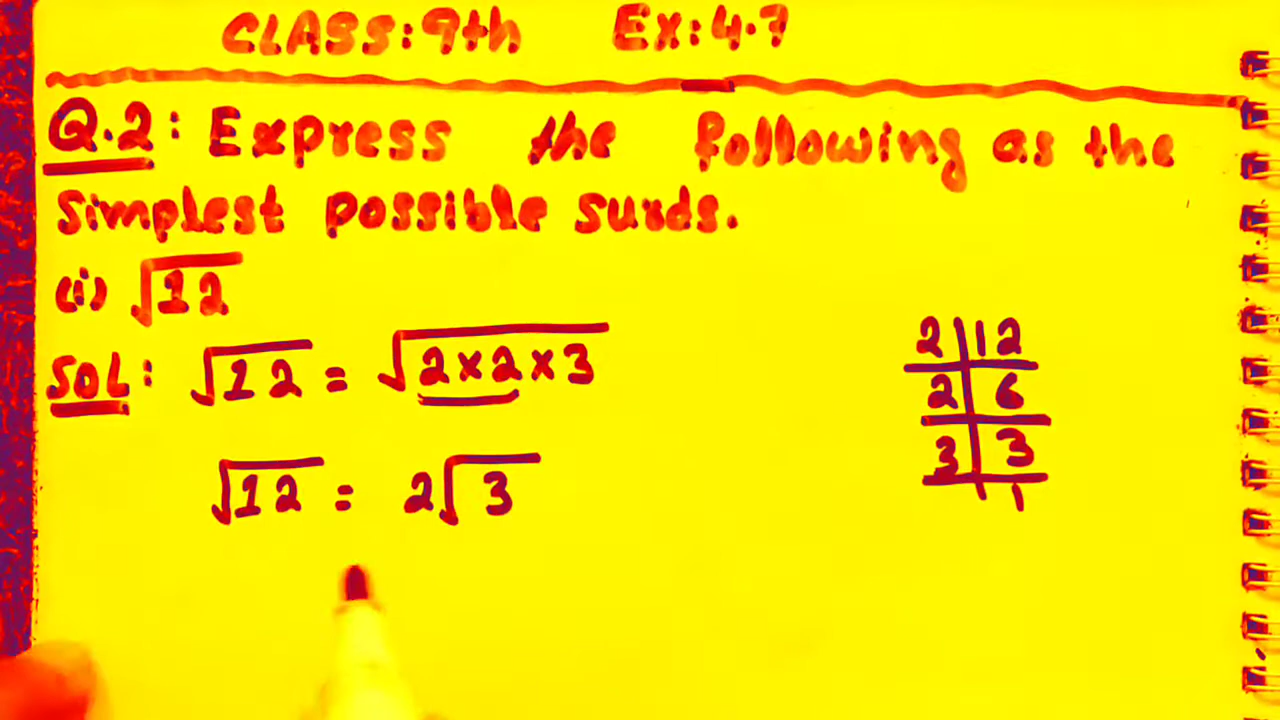 CLASS: 9th EX: 4.7
Q.2: Express the following as the
simplest possible surds.
(i) √12
SOL: √12 = √2×2×3
√12 = 2√3
2 | 12
2 | 6
3 | 3
| 1